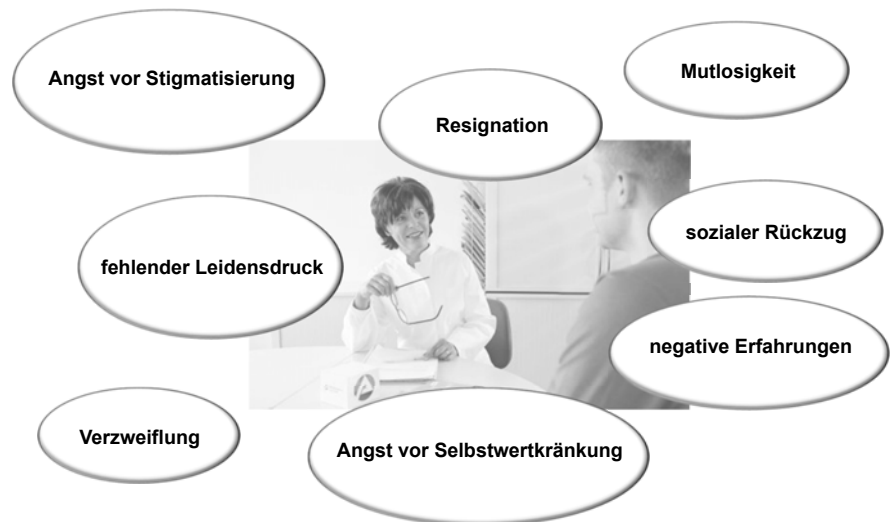 Angst vor Stigmatisierung
Mutlosigkeit
Resignation
sozialer Rückzug
fehlender Leidensdruck
negative Erfahrungen
Verzweiflung
Angst vor Selbstwertkränkung